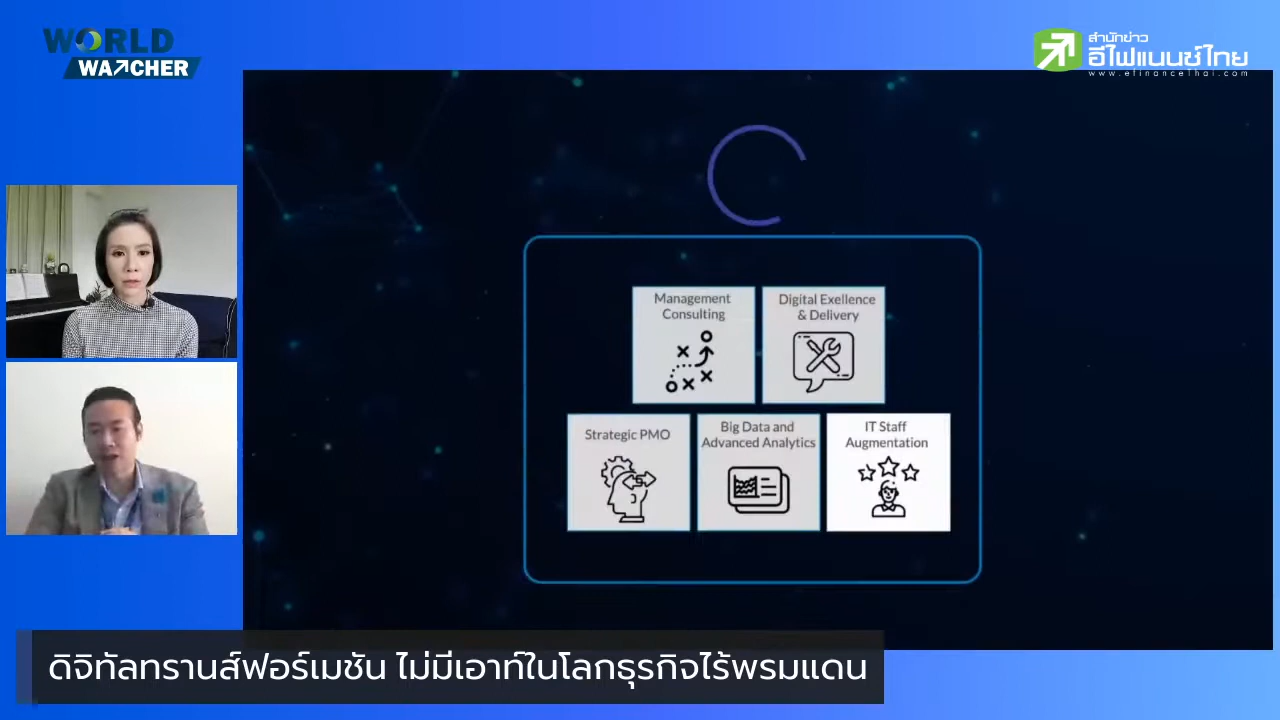 WORLD
WATCHER
สำนักข่าว
อีไฟแนนซ์ไทย
www.efinanceThai.com
Management
Consulting
Digital Exellence
& Delivery
Strategic PMO
Big Data and
Advanced Analytics
IT Staff
Augmentation
ดิจิทัลทรานส์ฟอร์เมชัน ไม่มีเอาท์ในโลกธุรกิจไร้พรมแดน